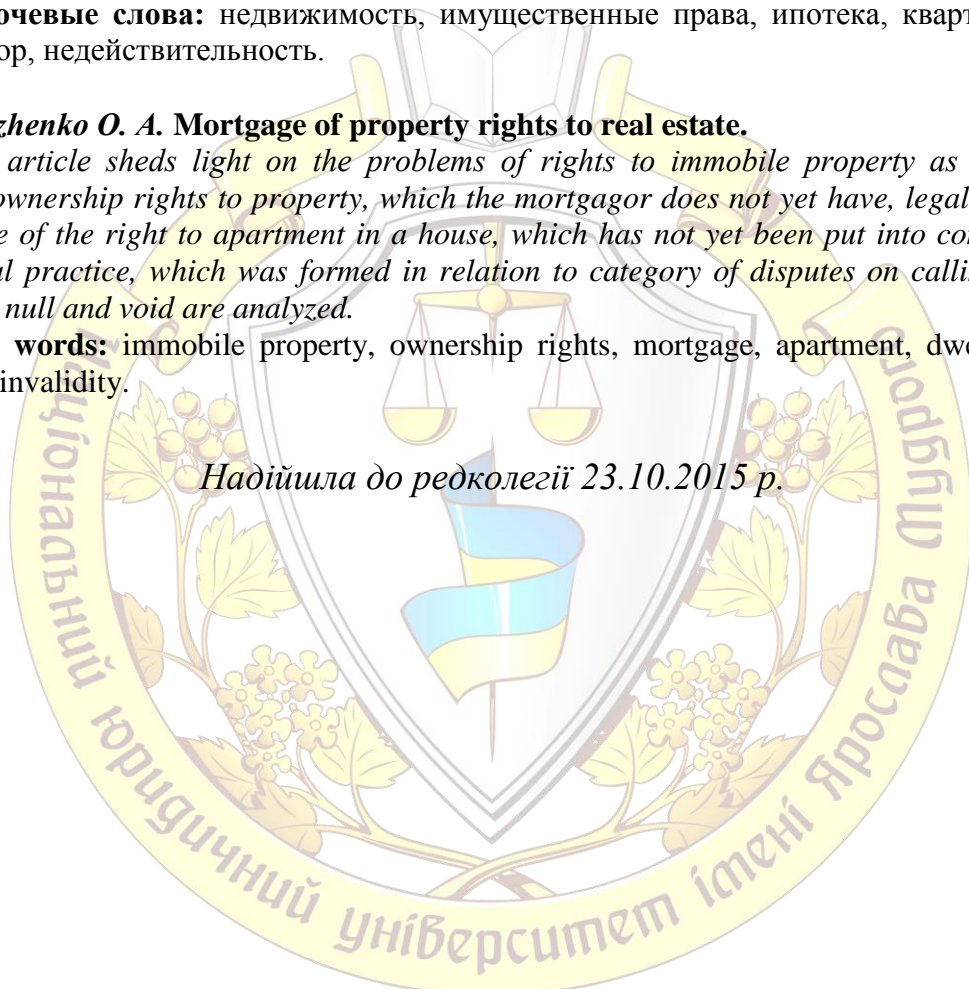 очевые слова: недвижимость, имущественные права, ипотека, кварт
ор, недействительность.
zhenko O. A. Mortgage of property rights to real estate.
article sheds light on the problems of rights to immobile property as
ownership rights to property, which the mortgagor does not yet have, legal
e of the right to apartment in a house, which has not yet been put into con
al practice, which was formed in relation to category of disputes on calli
null and void are analyzed.
words: immobile property, ownership rights, mortgage, apartment, dwe
invalidity.
Надійшла до редколегії 23.10.2015 р.
Національний юридичний університет імені Ярослава Мудрого